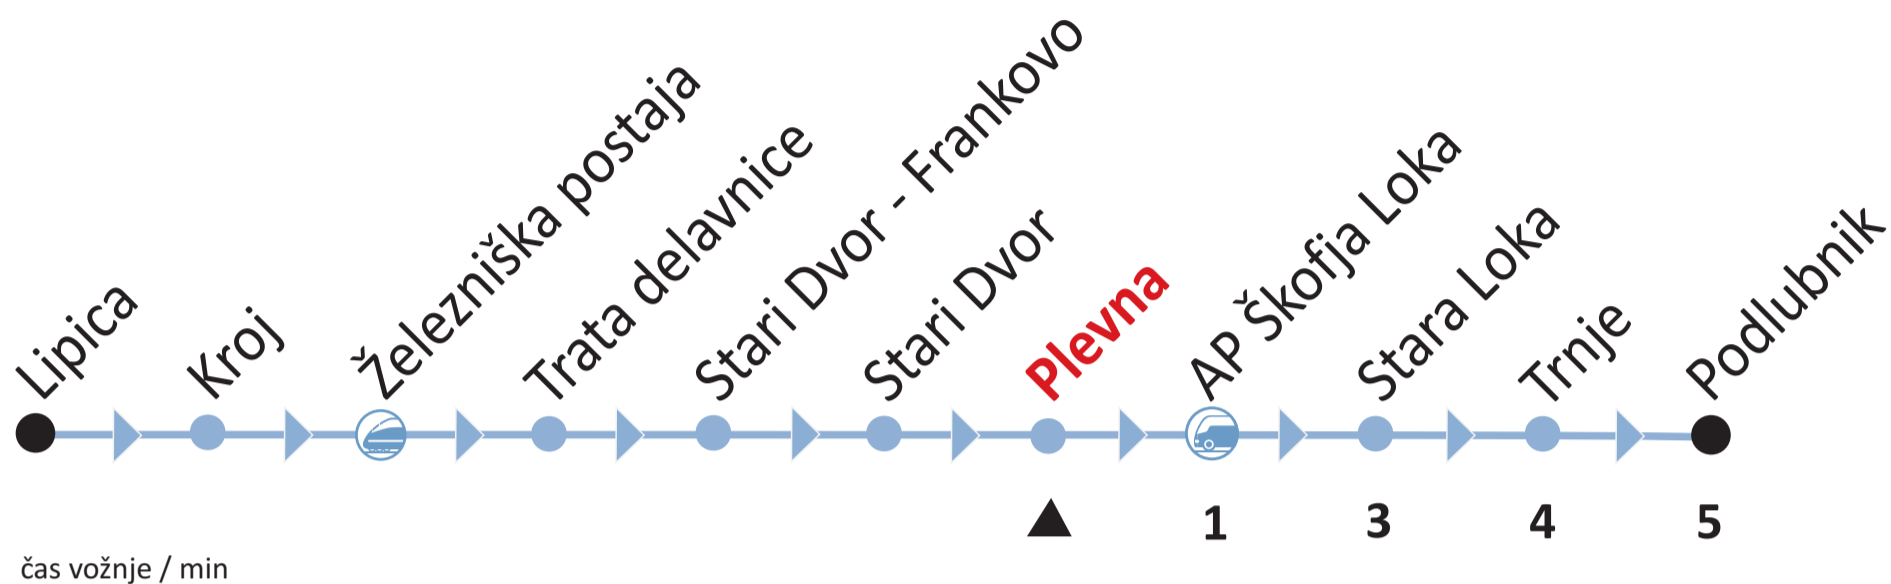 Lipica
Kroj
Železniška postaja
Trata delavnice
Stari Dvor - Frankovo
Stari Dvor
Plevna
AP Škofja Loka
Stara Loka
Trnje
Podlubnik
1 3 4 5
čas vožnje / min